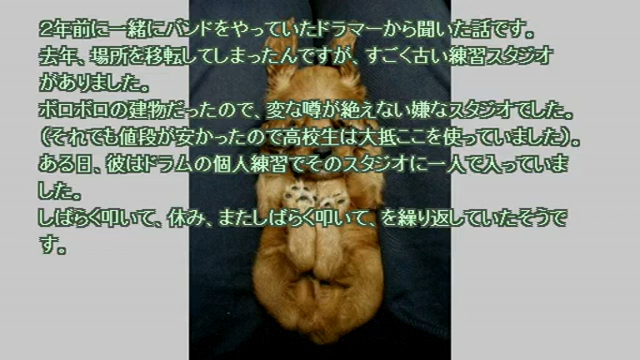 ２年前に一緒にバンドをやっていたドラマーから聞いた話です。
去年、場所を移転してしまったんですが、すごく古い練習スタジオ
がありました。
ボロボロの建物だったので、変な噂が絶えない嫌なスタジオでした。
（それでも値段が安かったので高校生は大抵ここを使っていました）。
ある日、彼はドラムの個人練習でそのスタジオに一人で入っていま
した。
しばらく叩いて、休み、またしばらく叩いて、を繰り返していたそうで
す。